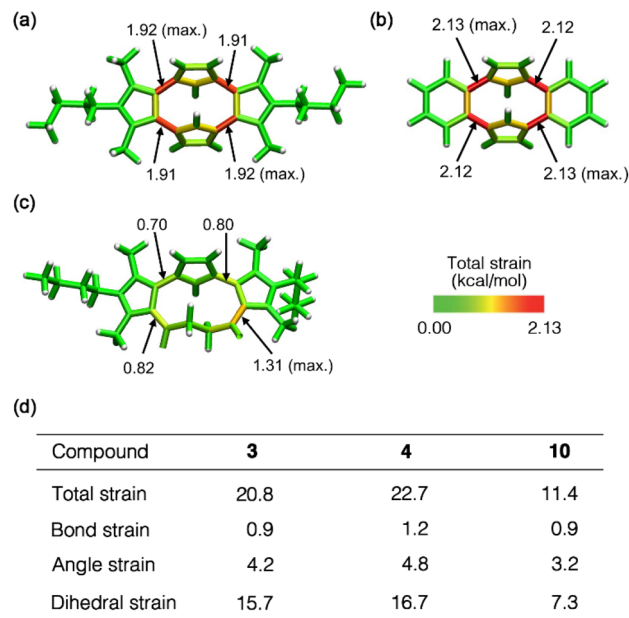 (a)
1.92 (max.)
1.91
1.91
1.92 (max.)
(b)
2.13 (max.)
2.12
2.12
2.13 (max.)
(c)
0.70
0.80
0.82
1.31 (max.)
Total strain
(kcal/mol)
0.00 2.13
(d)
Compound 3 4 10
Total strain 20.8 22.7 11.4
Bond strain 0.9 1.2 0.9
Angle strain 4.2 4.8 3.2
Dihedral strain 15.7 16.7 7.3